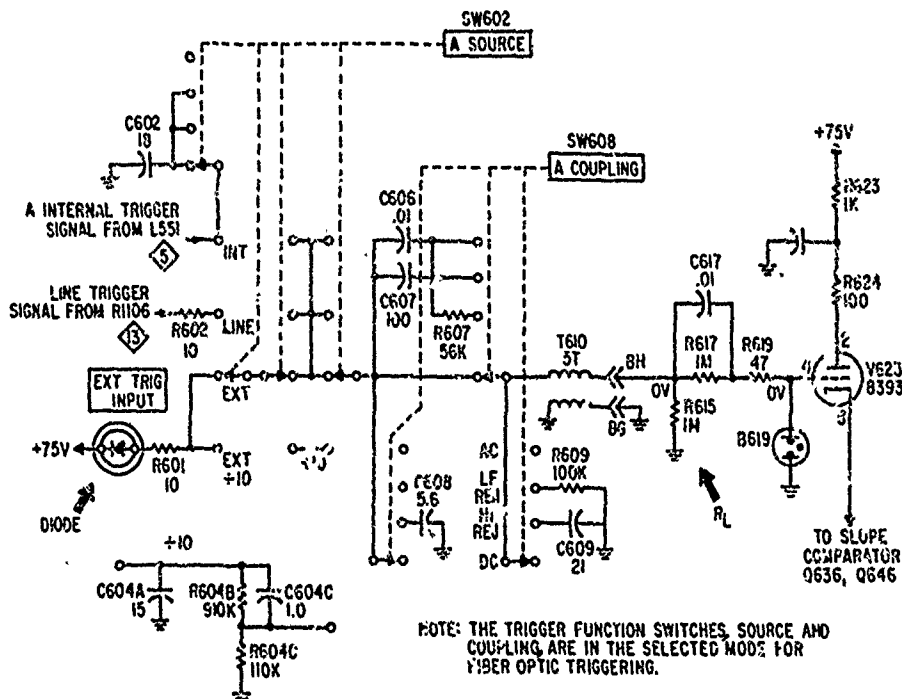 SW602
A SOURCE
C602
18
A INTERNAL TRIGGER
SIGNAL FROM L551
5
INT
LINE TRIGGER
SIGNAL FROM R1106
13
R602
10
LINE
EXT TRIG
INPUT
EXT
+75V
R601
10
EXT
÷10
DIODE
÷10
C604A
15
R604B
910K
C604C
1.0
R604C
110K
SW608
A COUPLING
C606
.01
C607
100
R607
56K
C608
5.6
AC
LF
REJ
REJ
DC
T610
5T
8H
8G
R609
100K
C609
21
0V
C617
.01
R617
1M
R615
1M
R619
47
0V
RL
B619
+75V
1K
R624
100
V623
8393
TO SLOPE
COMPARATOR
Q636, Q646
NOTE: THE TRIGGER FUNCTION SWITCHES, SOURCE AND
COUPLING, ARE IN THE SELECTED MODE FOR
FIBER OPTIC TRIGGERING.